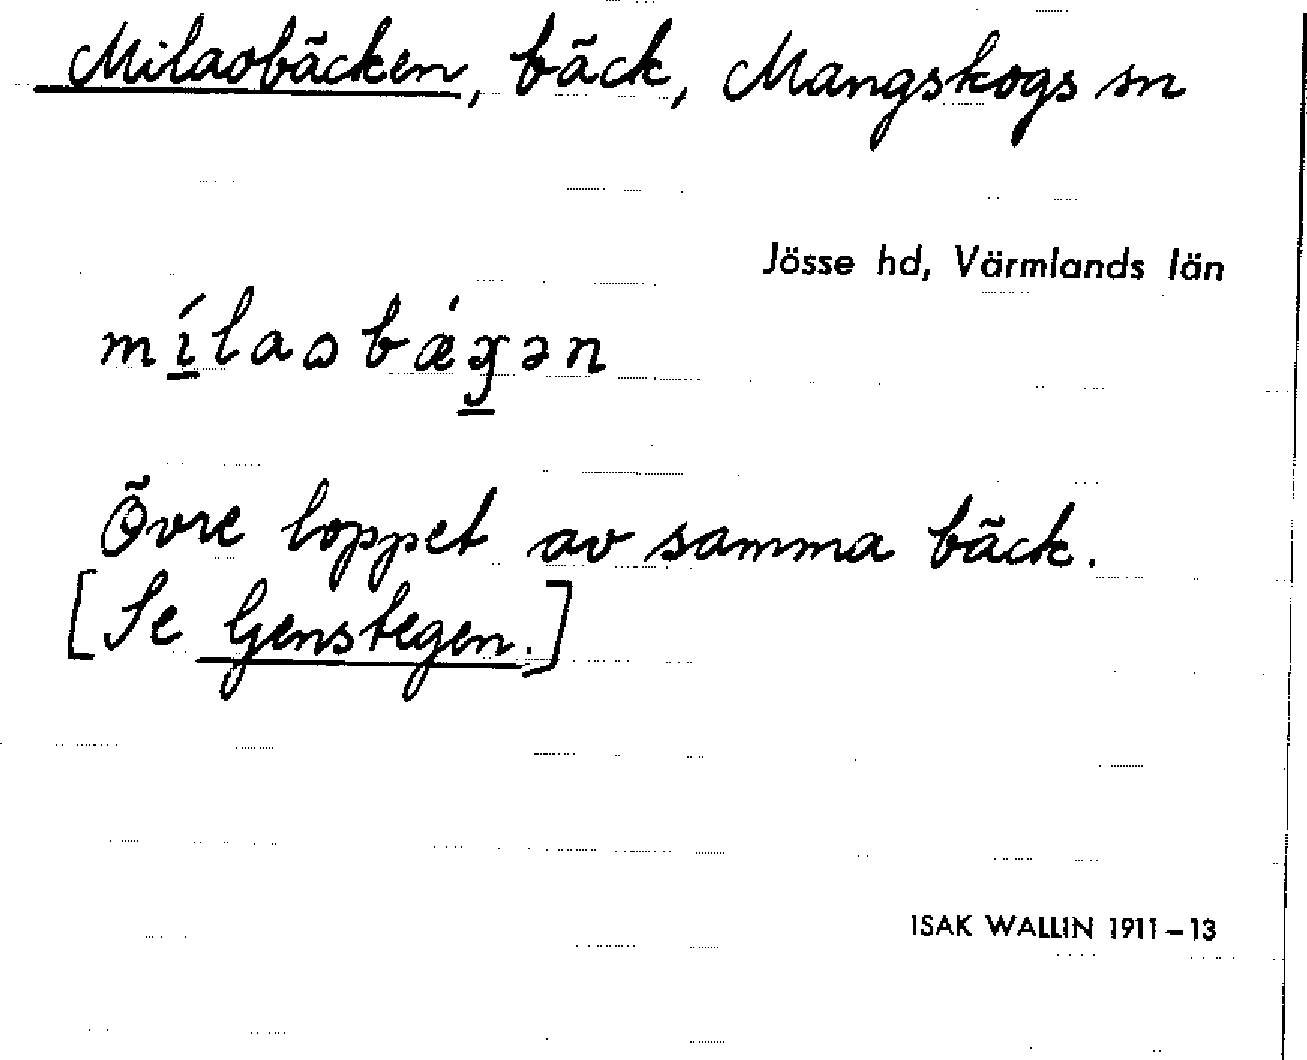 Milaobäcken, bäck, Mangskogs sn
Jösse hd, Värmlands län
Övre loppet av samma bäck.
[Se Genstegen.]
ISAK WALLIN 1911–13